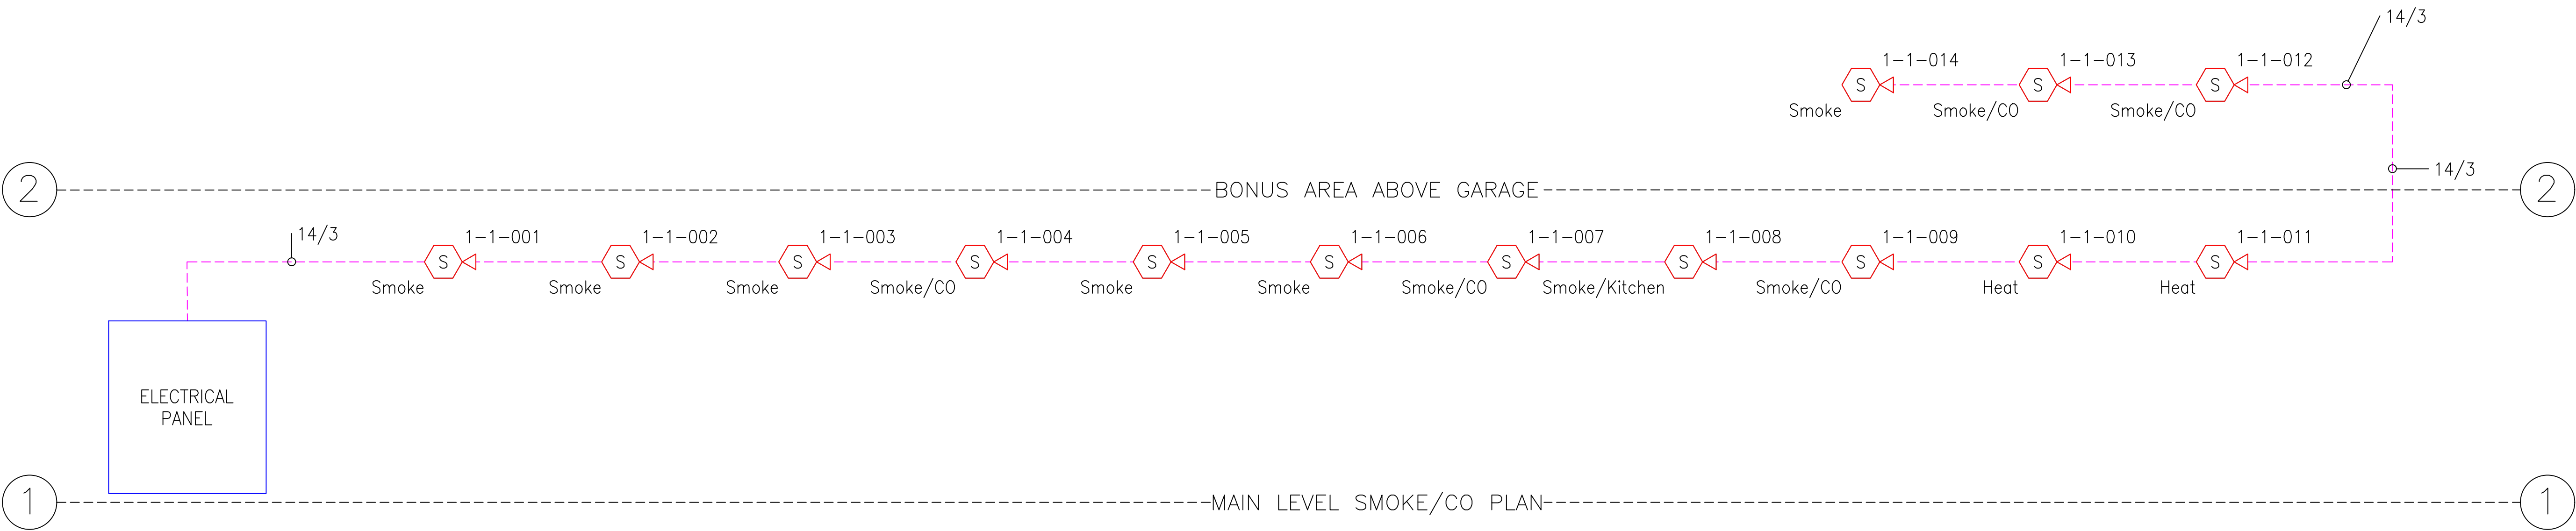 14/3
1-1-014 1-1-013 1-1-012
S S S
Smoke Smoke/CO Smoke/CO
14/3
2 BONUS AREA ABOVE GARAGE 2
14/3 1-1-001 1-1-002 1-1-003 1-1-004 1-1-005 1-1-006 1-1-007 1-1-008 1-1-009 1-1-010 1-1-011
S S S S S S S S S S S
Smoke Smoke Smoke Smoke/CO Smoke Smoke Smoke/CO Smoke/Kitchen Smoke/CO Heat Heat
ELECTRICAL
PANEL
1 MAIN LEVEL SMOKE/CO PLAN 1